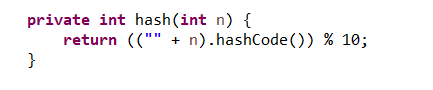 private int hash(int n) {
    return (("" + n).hashCode()) % 10;
}